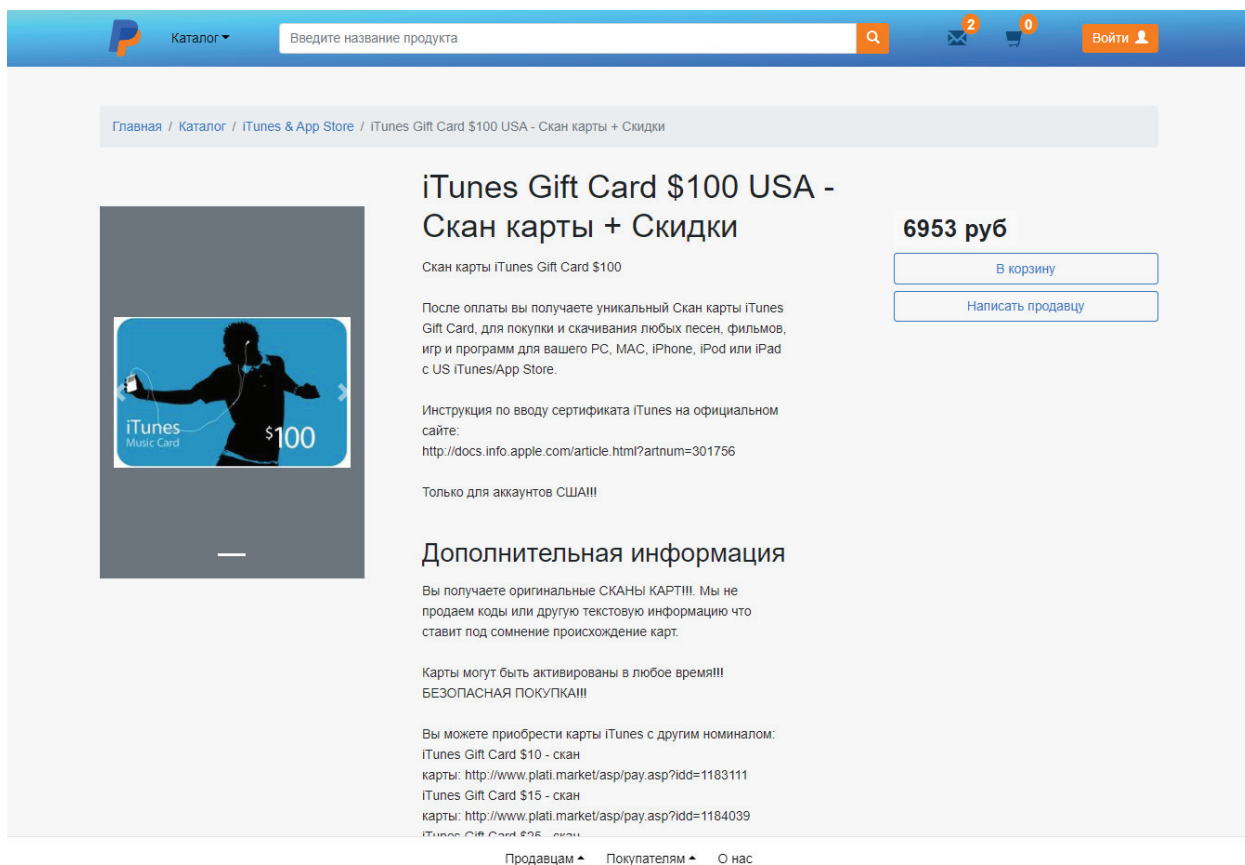 Каталог
Введите название продукта
2
0
Войти
Главная / Каталог / iTunes & App Store / iTunes Gift Card $100 USA - Скан карты + Скидки
iTunes Gift Card $100 USA -
Скан карты + Скидки
6953 руб
В корзину
Написать продавцу
Скан карты iTunes Gift Card $100
После оплаты вы получаете уникальный Скан карты iTunes
Gift Card, для покупки и скачивания любых песен, фильмов,
игр и программ для вашего PC, MAC, iPhone, iPod или iPad
с US iTunes/App Store.
iTunes
Music Card
$100
Инструкция по вводу сертификата iTunes на официальном
сайте:
http://docs.info.apple.com/article.html?artnum=301756
Только для аккаунтов США!!!
Дополнительная информация
Вы получаете оригинальные СКАНЫ КАРТ!!!. Мы не
продаем коды или другую текстовую информацию что
ставит под сомнение происхождение карт.
Карты могут быть активированы в любое время!!!
БЕЗОПАСНАЯ ПОКУПКА!!!
Вы можете приобрести карты iTunes с другим номиналом:
iTunes Gift Card $10 - скан
карты: http://www.plati.market/asp/pay.asp?idd=1183111
iTunes Gift Card $15 - скан
карты: http://www.plati.market/asp/pay.asp?idd=1184039
iTunes Gift Card $25 - скан
Продавцам
Покупателям
О нас